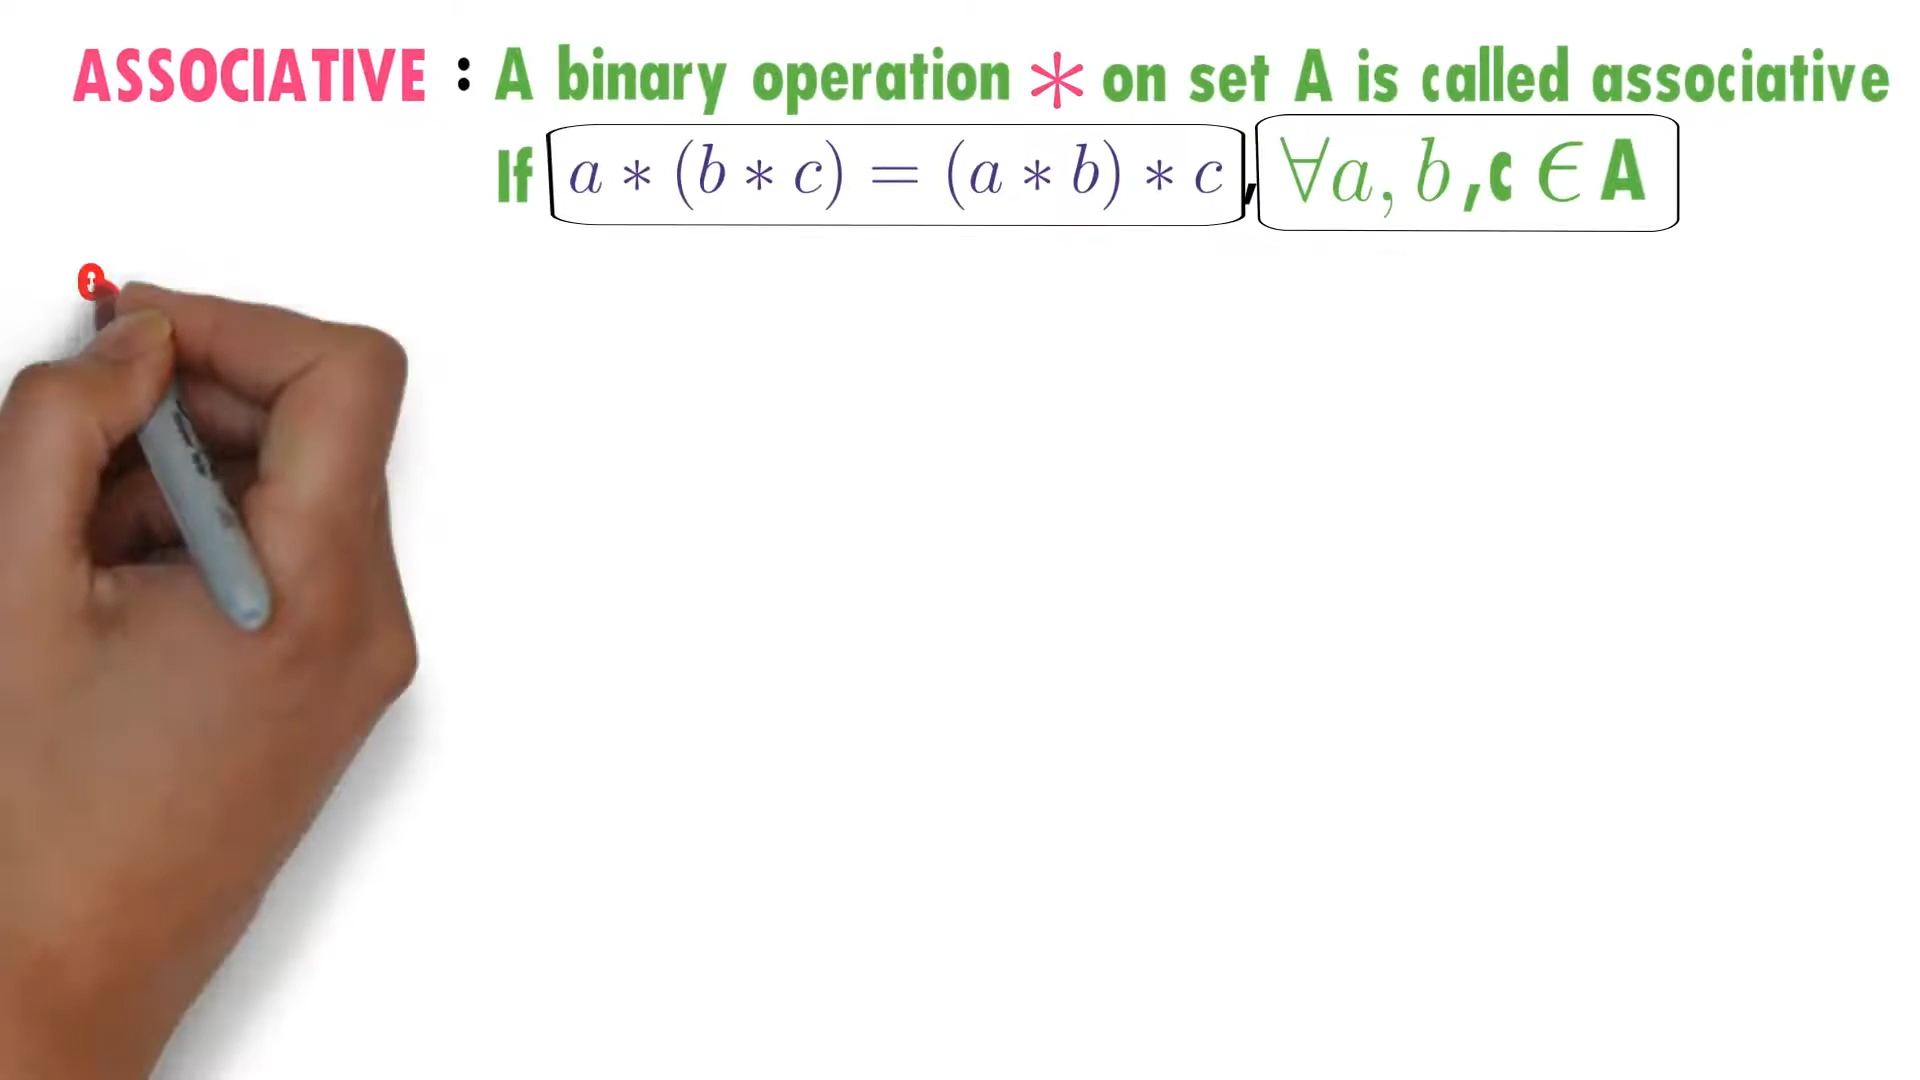 ASSOCIATIVE : A binary operation * on set A is called associative
If a * (b * c) = (a * b) * c , ∀a, b ,c ∈ A